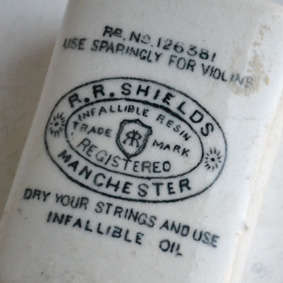 RD. NO. 126381
USE SPARINGLY FOR VIOLINS
R.R. SHIELDS
INFALLIBLE RESIN
TRADE MARK
REGISTERED
MANCHESTER
DRY YOUR STRINGS AND USE
INFALLIBLE OIL